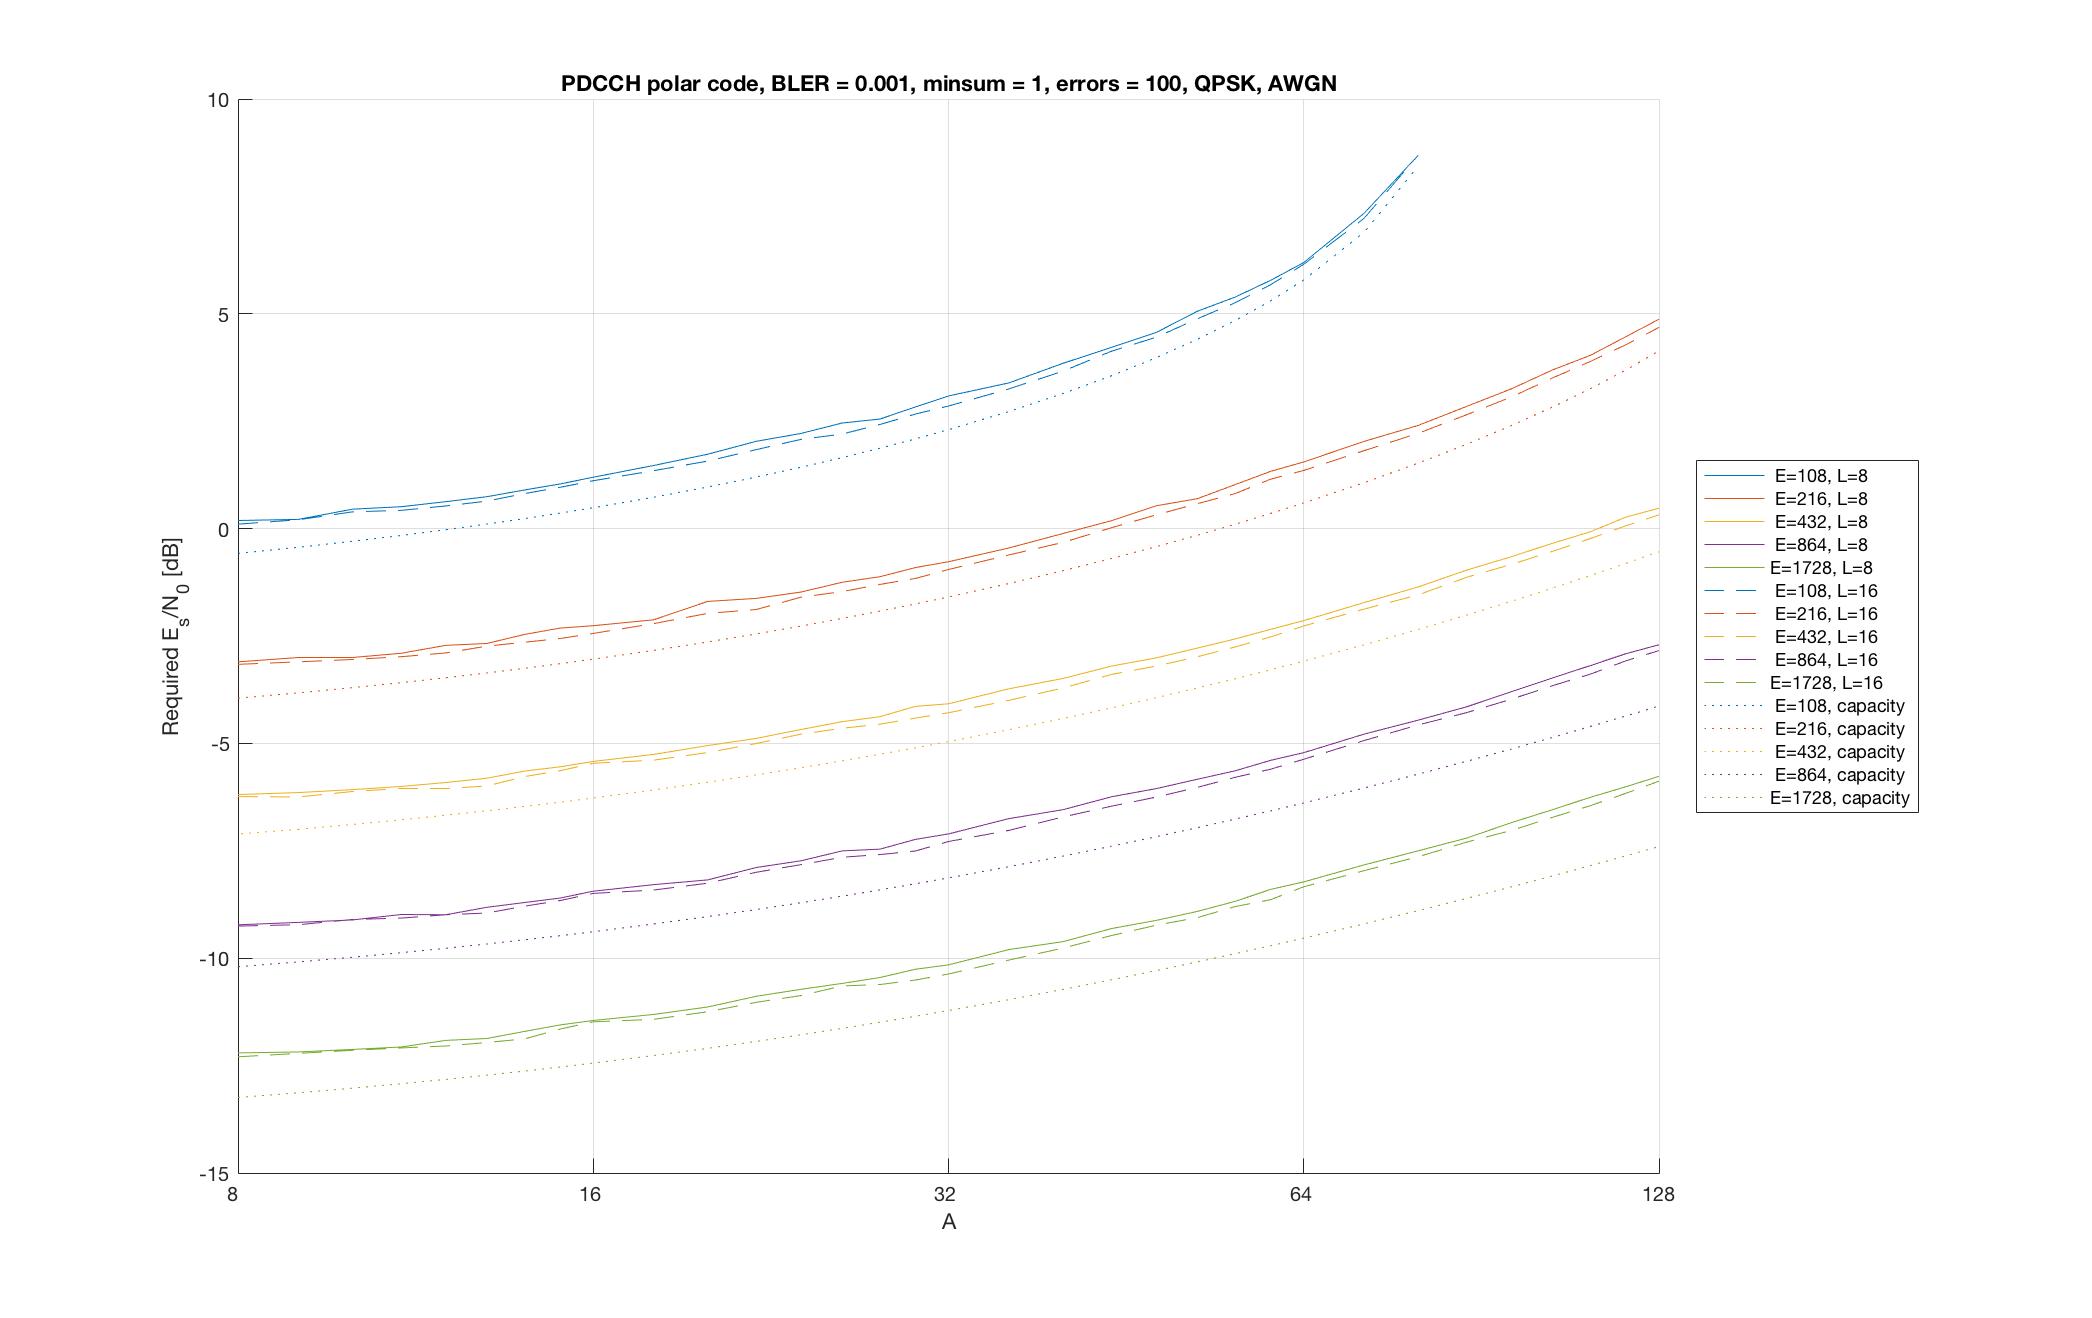 PDCCH polar code, BLER = 0.001, minsum = 1, errors = 100, QPSK, AWGN
10
5
0
-5
-10
-15
Required E_s/N_0 [dB]
8
16
32
64
128
A
E=108, L=8
E=216, L=8
E=432, L=8
E=864, L=8
E=1728, L=8
E=108, L=16
E=216, L=16
E=432, L=16
E=864, L=16
E=1728, L=16
E=108, capacity
E=216, capacity
E=432, capacity
E=864, capacity
E=1728, capacity